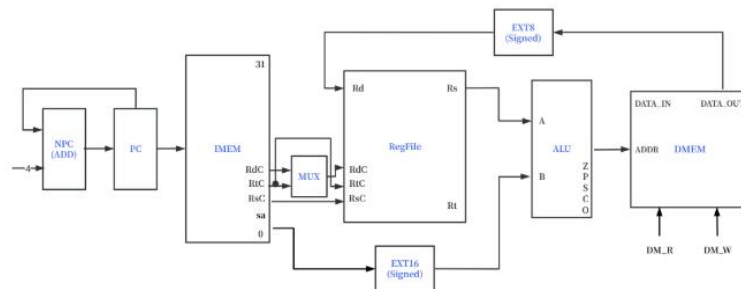 EXT8
(Signed)
31
Rd
Rs
DATA_IN
DATA_OUT
NPC
(ADD)
PC
IMEM
RegFile
A
ALU
ADDR
DMEM
4
RdC
RtC
RsC
sa
0
MUX
RdC
RtC
RsC
Rt
B
Z
P
S
C
O
EXT16
(Signed)
DM_R
DM_W